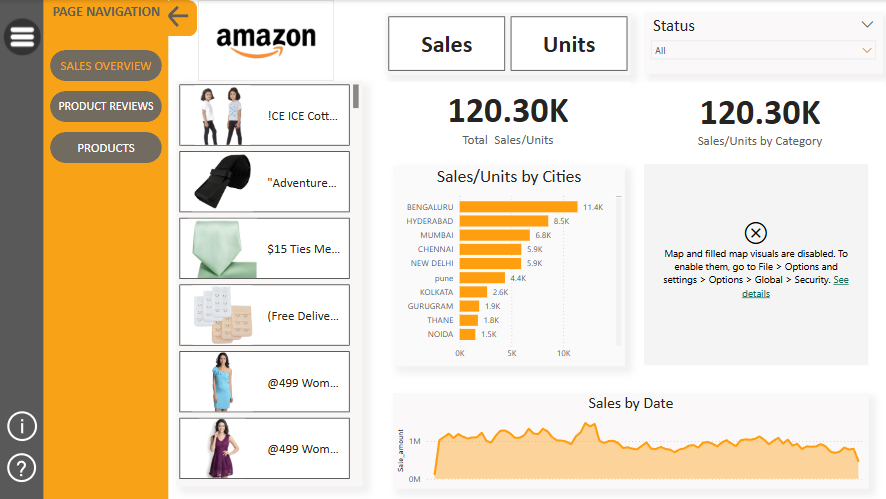 PAGE NAVIGATION
SALES OVERVIEW
PRODUCT REVIEWS
PRODUCTS
i
?
amazon
!CE ICE Cott...
"Adventure...
$15 Ties Me...
(Free Delive...
@499 Wom...
@499 Wom...
Sales
Units
Status
All
120.30K
Total Sales/Units
120.30K
Sales/Units by Category
Sales/Units by Cities
BENGALURU 11.4K
HYDERABAD 8.5K
MUMBAI 6.8K
CHENNAI 5.9K
NEW DELHI 5.9K
pune 4.4K
KOLKATA 2.6K
GURUGRAM 1.9K
THANE 1.8K
NOIDA 1.5K
0K 5K 10K
Map and filled map visuals are disabled. To
enable them, go to File > Options and
settings > Options > Global > Security. See
details
Sales by Date
Sale_amount
1M
0M